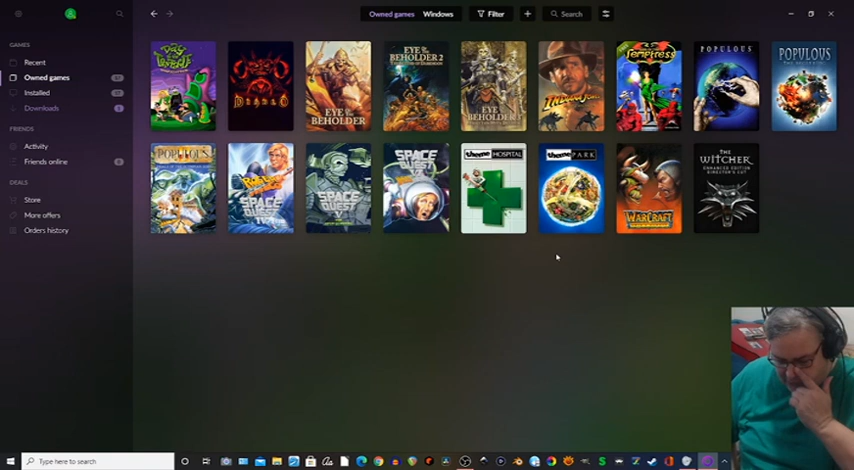 Owned games Windows Filter + Search
GAMES
Recent
Owned games
Installed
Downloads
FRIENDS
Activity
Friends online
DEALS
Store
More offers
Orders history
DAY OF THE TENTACLE
DIABLO
EYE OF THE BEHOLDER
EYE OF THE BEHOLDER 2
EYE OF THE BEHOLDER
INDIANA JONES
Temptress
POPULOUS
POPULOUS
POPULOUS
SPACE QUEST
SPACE QUEST V
SPACE QUEST
theme HOSPITAL
theme PARK
WARCRAFT
THE WITCHER
ENHANCED EDITION
DIRECTOR'S CUT
Type here to search